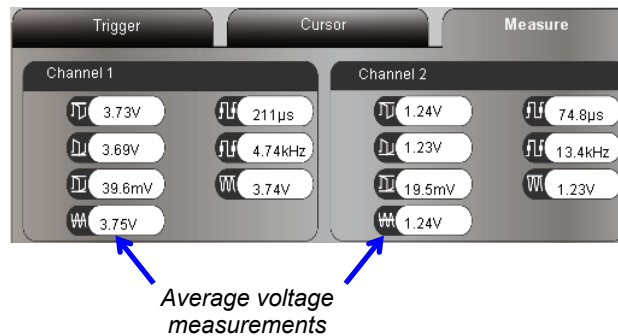 Trigger
Cursor
Measure
Channel 1
3.73V
211µs
3.69V
4.74kHz
39.6mV
3.74V
3.75V
Channel 2
1.24V
74.8µs
1.23V
13.4kHz
19.5mV
1.23V
1.24V
Average voltage
measurements